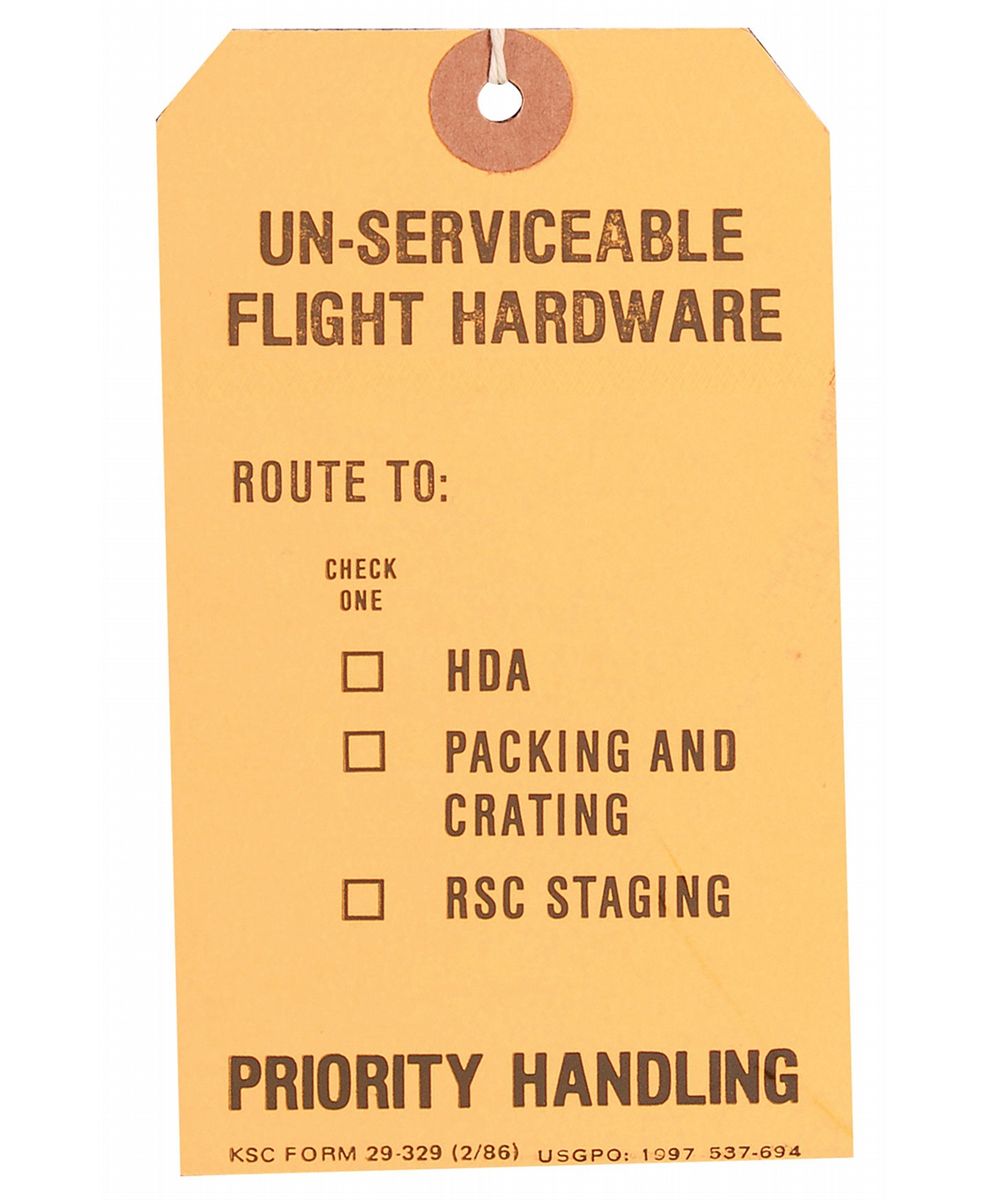 UN-SERVICEABLE
FLIGHT HARDWARE
ROUTE TO:
CHECK
ONE
HDA
PACKING AND
CRATING
RSC STAGING
PRIORITY HANDLING
KSC FORM 29-329 (2/86) USGPO: 1997 537-694